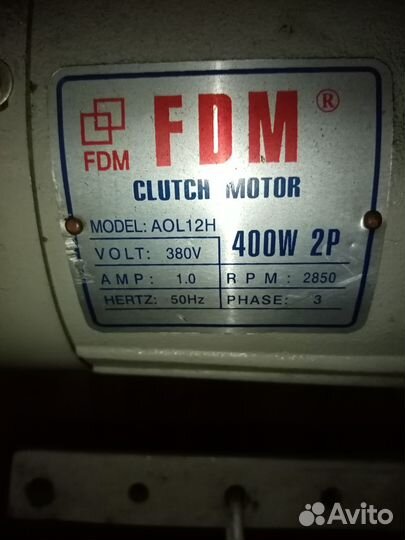 FDM ®
FDM
CLUTCH MOTOR
MODEL: AOL12H
VOLT: 380V
400W 2P
AMP: 1.0 RPM: 2850
HERTZ: 50Hz PHASE: 3
Avito